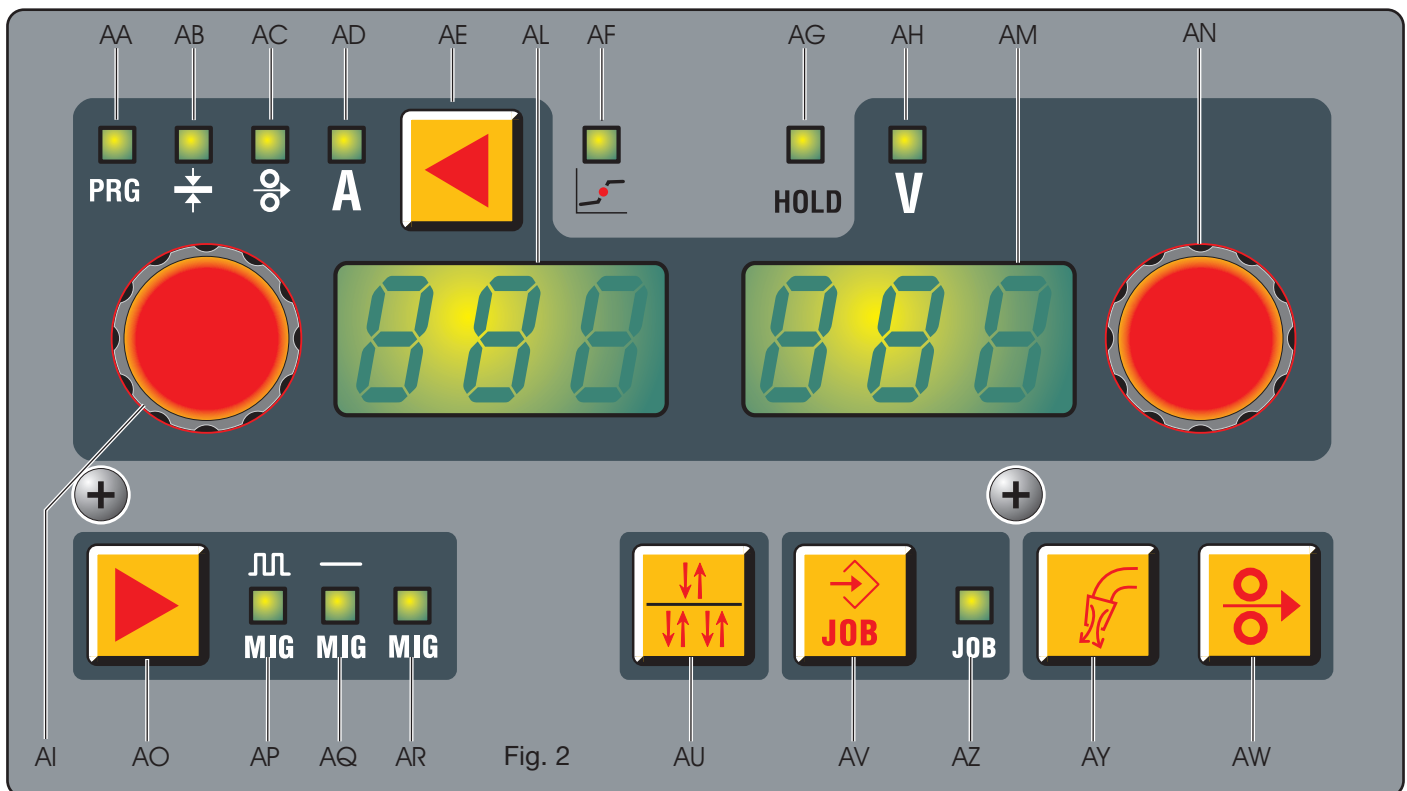 AA AB AC AD AE AL AF AG AH AM AN
PRG A HOLD V
MIG MIG MIG JOB JOB
AI AO AP AQ AR Fig. 2 AU AV AZ AY AW